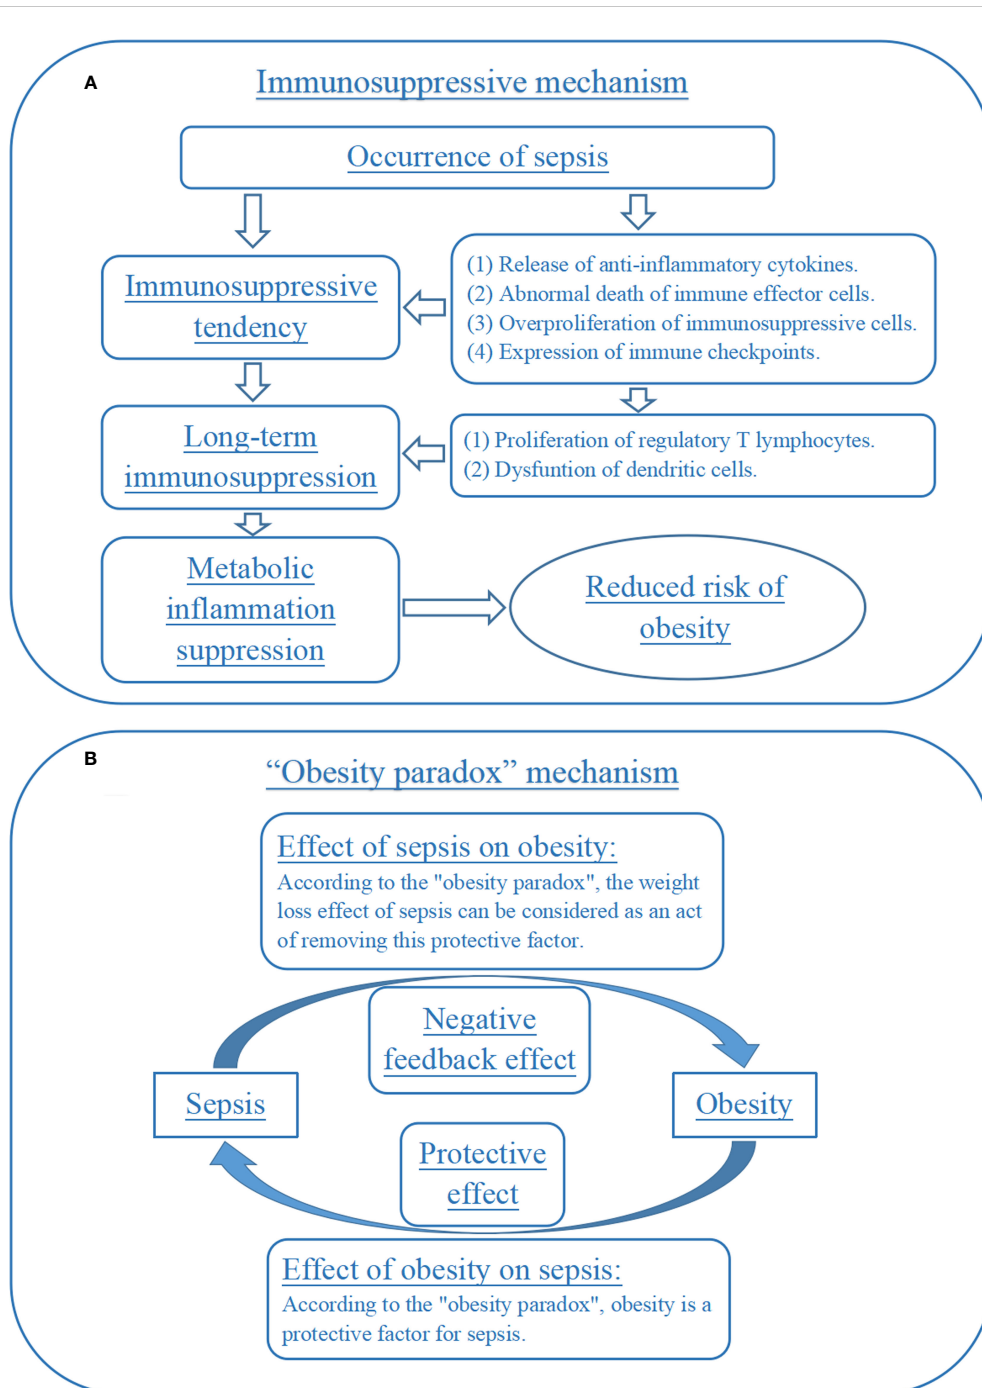 A
Immunosuppressive mechanism
Occurrence of sepsis
Immunosuppressive
tendency
(1) Release of anti-inflammatory cytokines.
(2) Abnormal death of immune effector cells.
(3) Overproliferation of immunosuppressive cells.
(4) Expression of immune checkpoints.
Long-term
immunosuppression
(1) Proliferation of regulatory T lymphocytes.
(2) Dysfuntion of dendritic cells.
Metabolic
inflammation
suppression
Reduced risk of
obesity
B
“Obesity paradox” mechanism
Effect of sepsis on obesity:
According to the "obesity paradox", the weight
loss effect of sepsis can be considered as an act
of removing this protective factor.
Negative
feedback effect
Sepsis
Obesity
Protective
effect
Effect of obesity on sepsis:
According to the "obesity paradox", obesity is a
protective factor for sepsis.